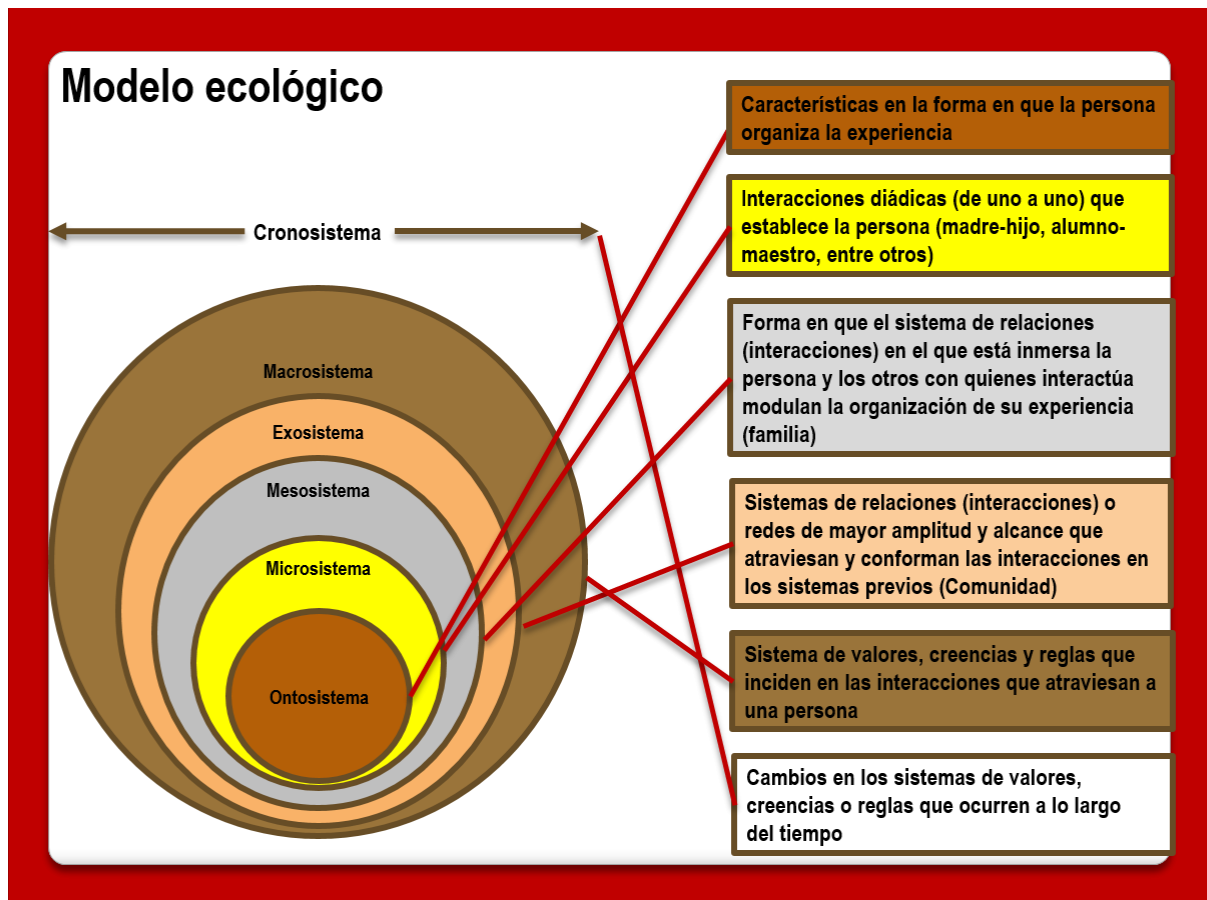 Modelo ecológico
Cronosistema
Macrosistema
Exosistema
Mesosistema
Microsistema
Ontosistema
Características en la forma en que la persona
organiza la experiencia
Interacciones diádicas (de uno a uno) que
establece la persona (madre-hijo, alumno-
maestro, entre otros)
Forma en que el sistema de relaciones
(interacciones) en el que está inmersa la
persona y los otros con quienes interactúa
modulan la organización de su experiencia
(familia)
Sistemas de relaciones (interacciones) o
redes de mayor amplitud y alcance que
atraviesan y conforman las interacciones en
los sistemas previos (Comunidad)
Sistema de valores, creencias y reglas que
inciden en las interacciones que atraviesan a
una persona
Cambios en los sistemas de valores,
creencias o reglas que ocurren a lo largo
del tiempo